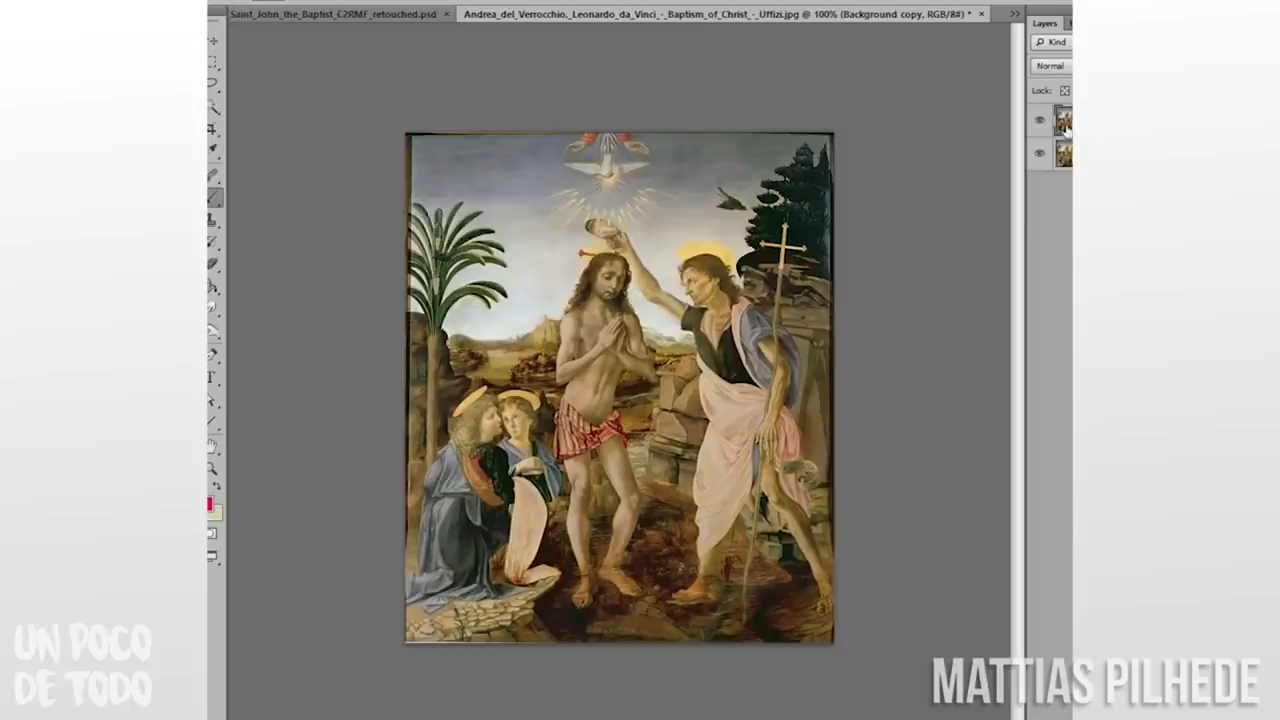 Saint_John_the_Baptist_C2RMF_retouched.psd ×
Andrea_del_Verrocchio,_Leonardo_da_Vinci_-_Baptism_of_Christ_-_Uffizi.jpg @ 100% (Background copy, RGB/8#) * ×
Layers
Kind
Normal
Lock:
UN POCO
DE TODO
MATTIAS PILHEDE